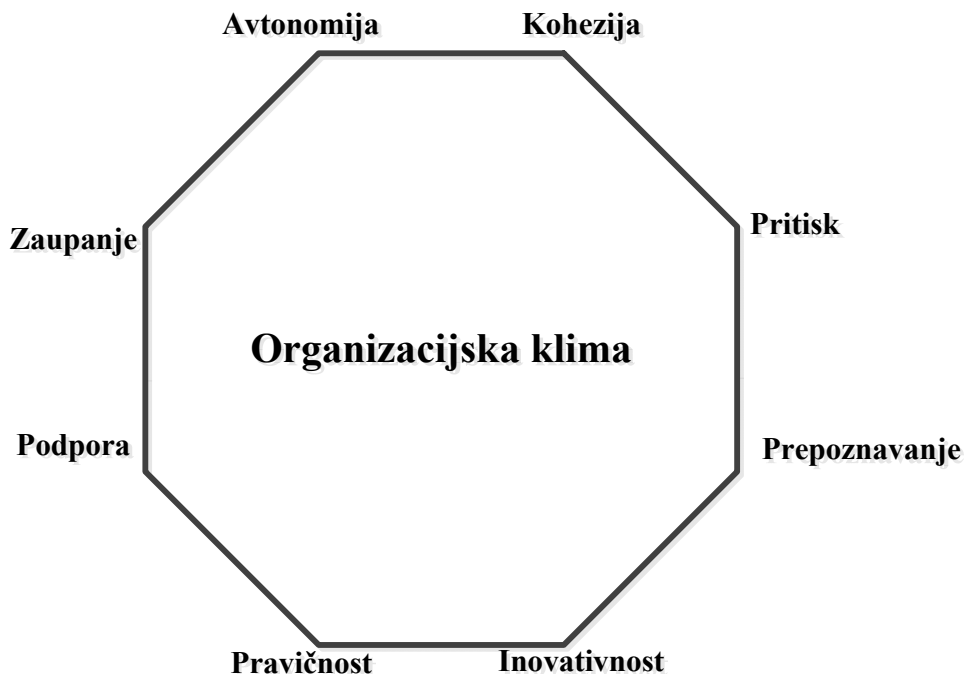 Avtonomija
Kohezija
Zaupanje
Pritisk
Organizacijska klima
Podpora
Prepoznavanje
Pravičnost
Inovativnost